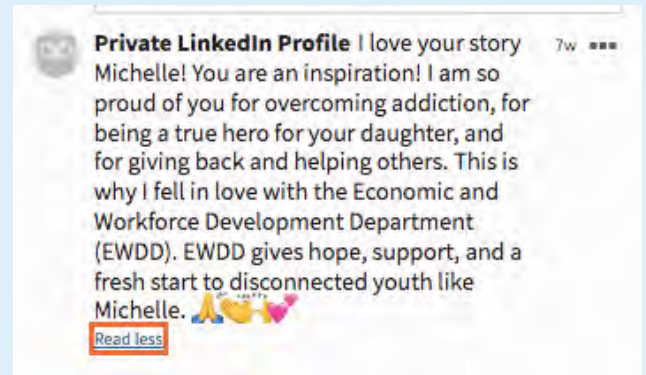 Private LinkedIn Profile I love your story 7w
Michelle! You are an inspiration! I am so
proud of you for overcoming addiction, for
being a true hero for your daughter, and
for giving back and helping others. This is
why I fell in love with the Economic and
Workforce Development Department
(EWDD). EWDD gives hope, support, and a
fresh start to disconnected youth like
Michelle. 🙏👏💕
Read less